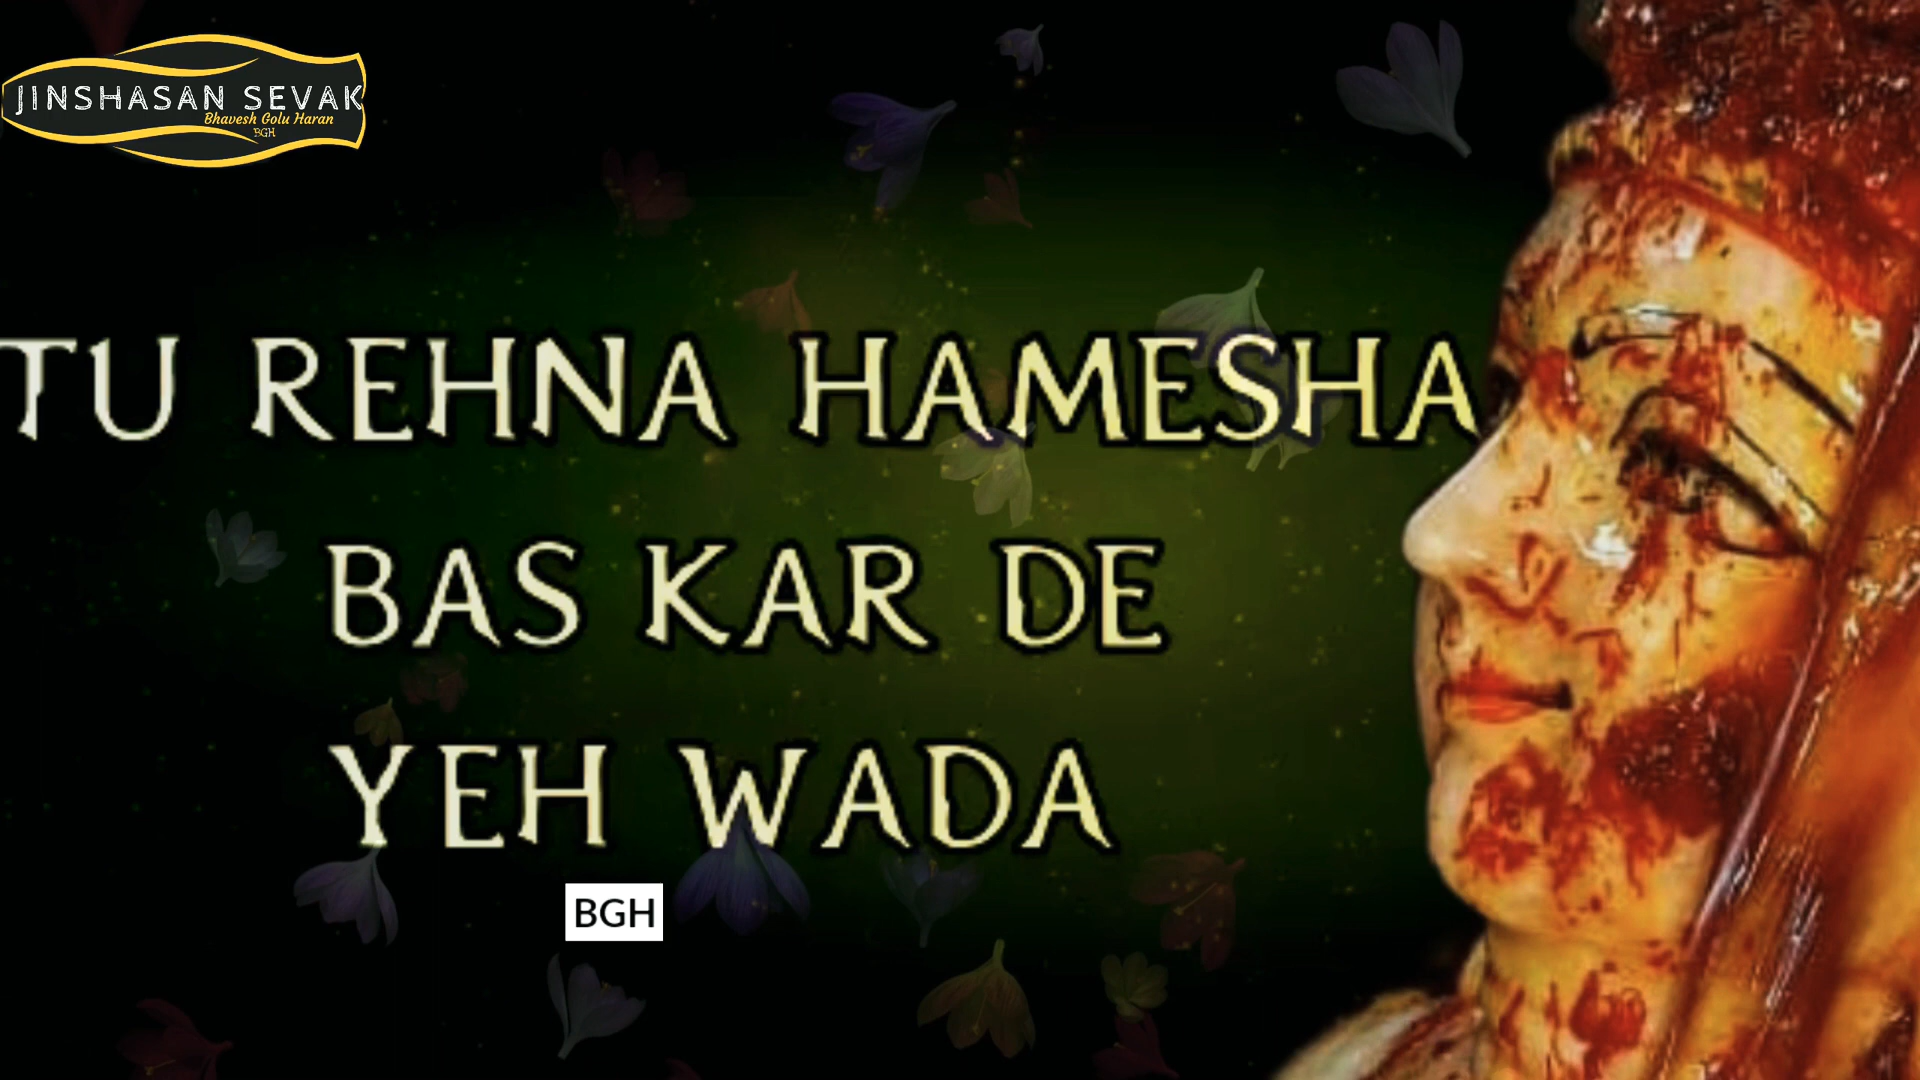 JINSHASAN SEVAK
Bhavesh Golu Haran
BGH
TU REHNA HAMESHA
BAS KAR DE
YEH WADA
BGH